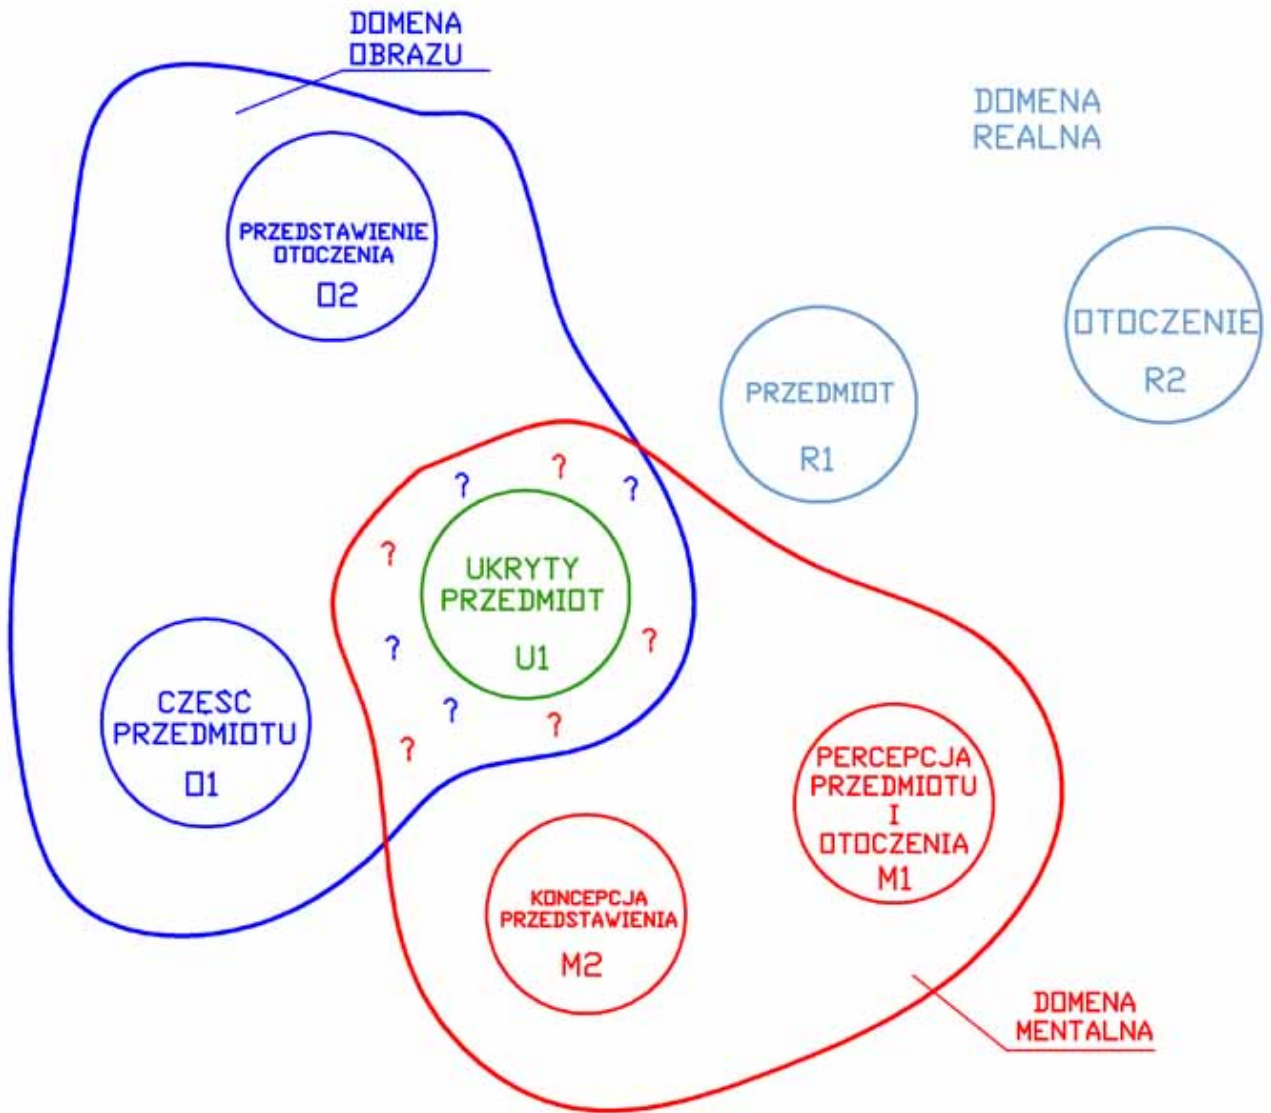 DOMENA
OBRAZU
DOMENA
REALNA
PRZEDSTAWIENIE
OTOCZENIA
O2
OTOCZENIE
R2
PRZEDMIOT
R1
?
?
?
?
UKRYTY
PRZEDMIOT
U1
?
?
?
?
?
CZĘŚĆ
PRZEDMIOTU
O1
PERCEPCJA
PRZEDMIOTU
I
OTOCZENIA
M1
KONCEPCJA
PRZEDSTAWIENIA
M2
DOMENA
MENTALNA